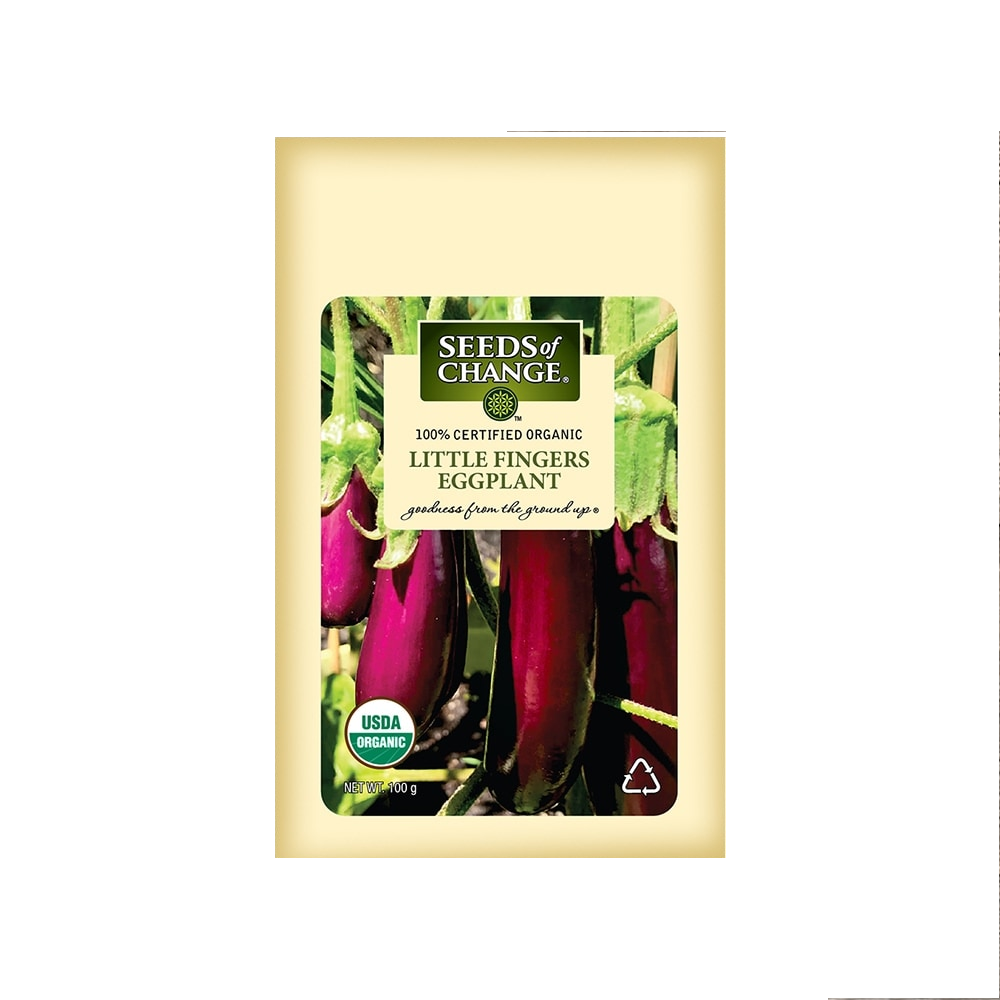 SEEDS of
CHANGE®
™
100% CERTIFIED ORGANIC
LITTLE FINGERS
EGGPLANT
goodness from the ground up®
USDA
ORGANIC
NET WT. 100 g